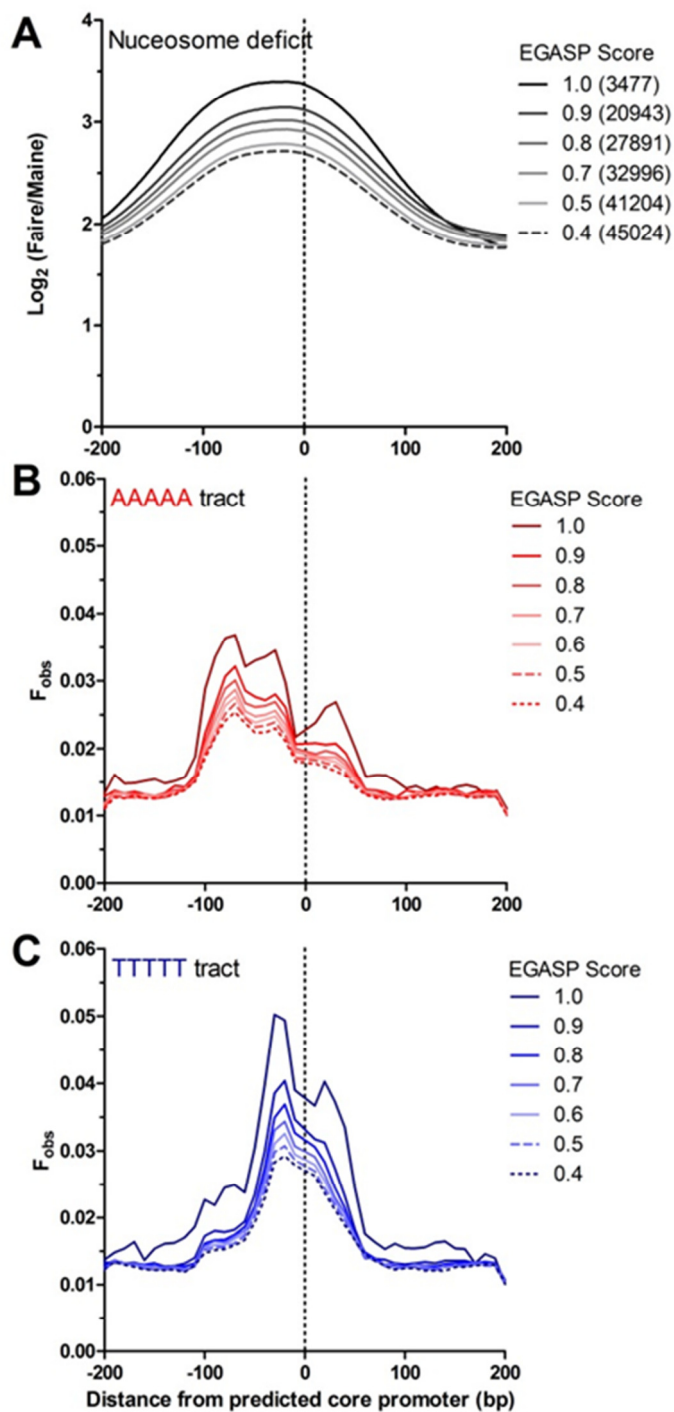 A
Nuceosome deficit
4
3
2
1
0
Log2 (Faire/Maine)
-200 -100 0 100 200
EGASP Score
1.0 (3477)
0.9 (20943)
0.8 (27891)
0.7 (32996)
0.5 (41204)
0.4 (45024)
B
AAAAA tract
0.06
0.05
0.04
0.03
0.02
0.01
0.00
Fobs
-200 -100 0 100 200
EGASP Score
1.0
0.9
0.8
0.7
0.6
0.5
0.4
C
TTTTT tract
0.06
0.05
0.04
0.03
0.02
0.01
0.00
Fobs
-200 -100 0 100 200
Distance from predicted core promoter (bp)
EGASP Score
1.0
0.9
0.8
0.7
0.6
0.5
0.4